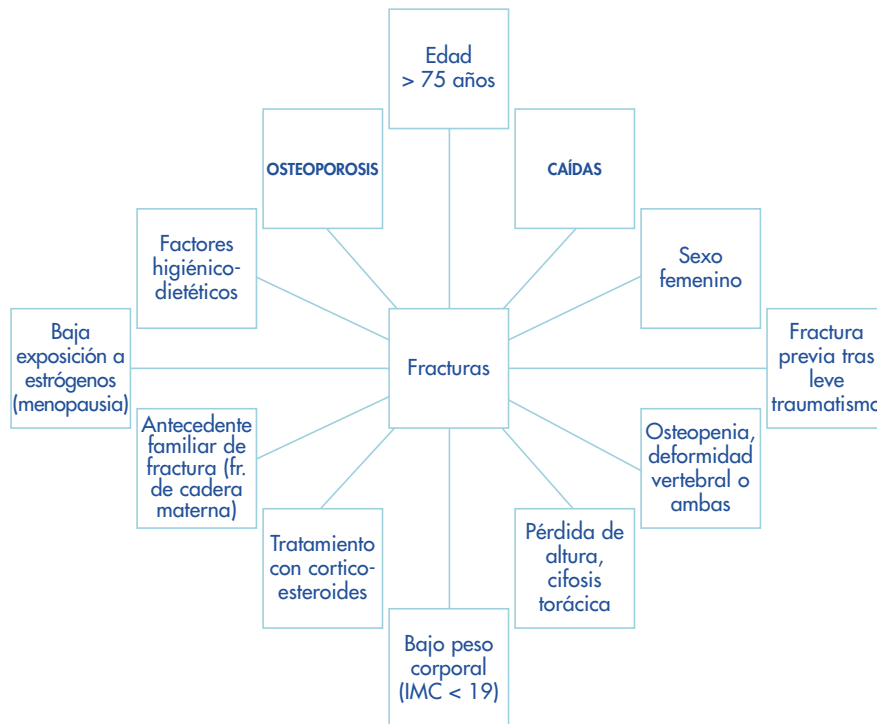 Edad
> 75 años
OSTEOPOROSIS
CAÍDAS
Factores
higiénico-
dietéticos
Sexo
femenino
Baja
exposición a
estrógenos
(menopausia)
Fracturas
Fractura
previa tras
leve
traumatismo
Antecedente
familiar de
fractura (fr.
de cadera
materna)
Osteopenia,
deformidad
vertebral o
ambas
Tratamiento
con cortico-
esteroides
Pérdida de
altura,
cifosis
torácica
Bajo peso
corporal
(IMC < 19)